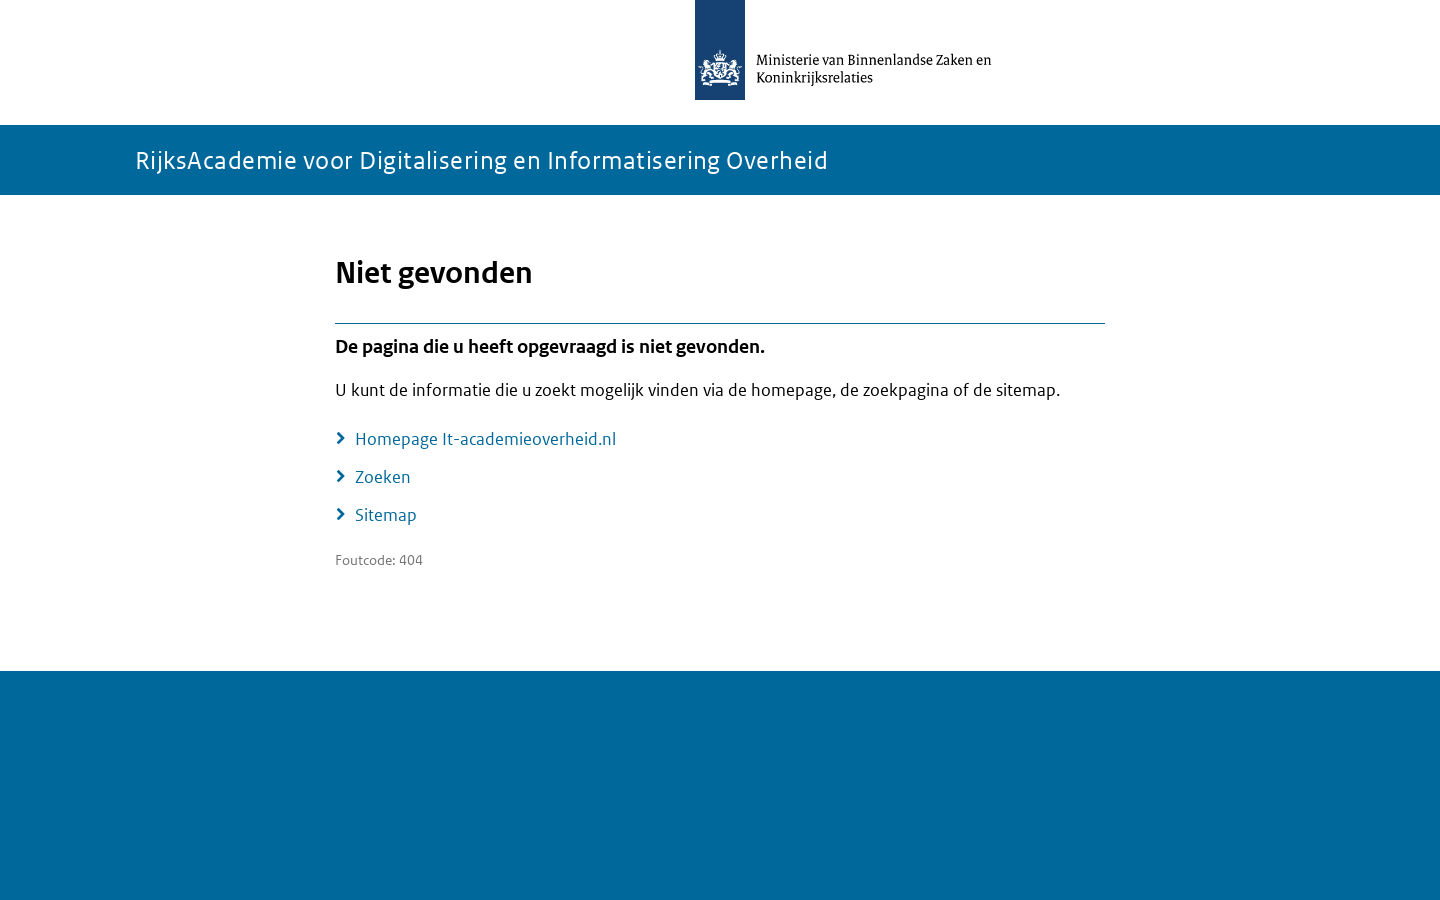 Ministerie van Binnenlandse Zaken en
Koninkrijksrelaties
RijksAcademie voor Digitalisering en Informatisering Overheid
Niet gevonden
De pagina die u heeft opgevraagd is niet gevonden.
U kunt de informatie die u zoekt mogelijk vinden via de homepage, de zoekpagina of de sitemap.
Homepage It-academieoverheid.nl
Zoeken
Sitemap
Foutcode: 404